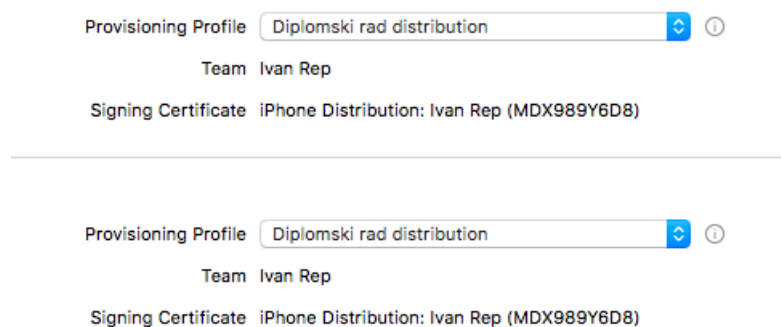 Provisioning Profile Diplomski rad distribution
Team Ivan Rep
Signing Certificate iPhone Distribution: Ivan Rep (MDX989Y6D8)
Provisioning Profile Diplomski rad distribution
Team Ivan Rep
Signing Certificate iPhone Distribution: Ivan Rep (MDX989Y6D8)